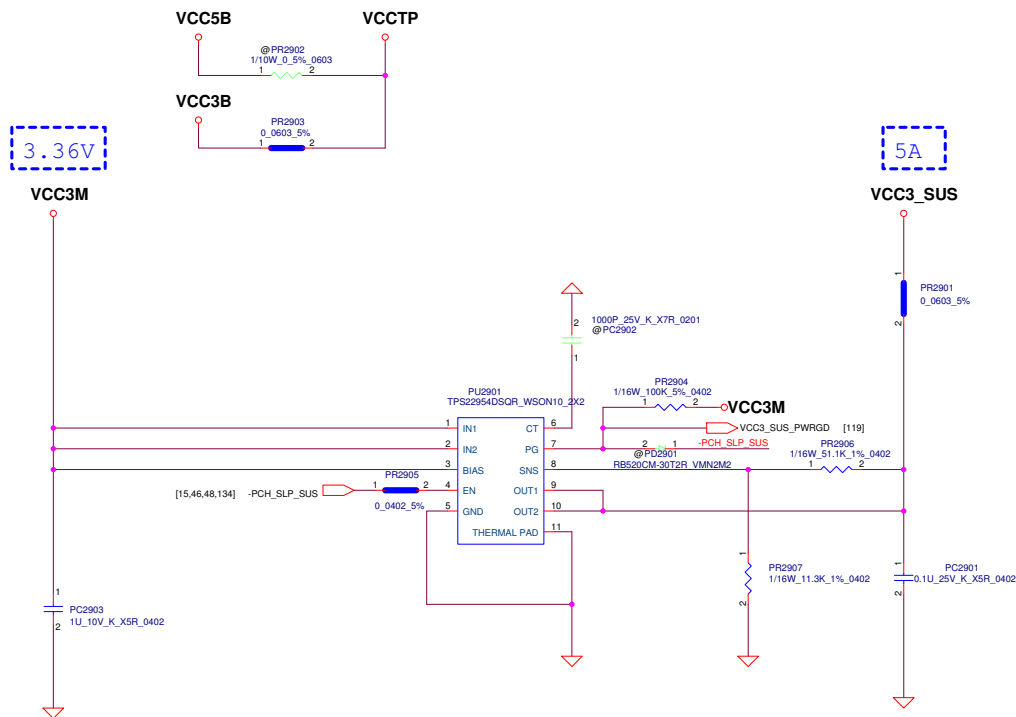 VCC5B VCCTP
@PR2902
1/10W_0_5%_0603
1 2
VCC3B
PR2903
0_0603_5%
1 2
3.36V 5A
VCC3M VCC3_SUS
1
PR2901
0_0603_5%
2
2 1000P_25V_K_X7R_0201
@PC2902
1
PR2904
1/16W_100K_5%_0402
1 2 VCC3M
PU2901
TPS22954DSQR_WSON10_2X2
1 IN1 CT 6
VCC3_SUS_PWRGD [119]
2 IN2 PG 7
2 1 -PCH_SLP_SUS
@PD2901
RB520CM-30T2R_VMN2M2
PR2906
1/16W_51.1K_1%_0402
1 2
3 BIAS SNS 8
PR2905
[15,46,48,134] -PCH_SLP_SUS 1 2 4 EN OUT1 9
0_0402_5%
5 GND OUT2 10
THERMAL PAD 11
1
PR2907
1/16W_11.3K_1%_0402
2
1
PC2901
0.1U_25V_K_X5R_0402
2
1
PC2903
1U_10V_K_X5R_0402
2